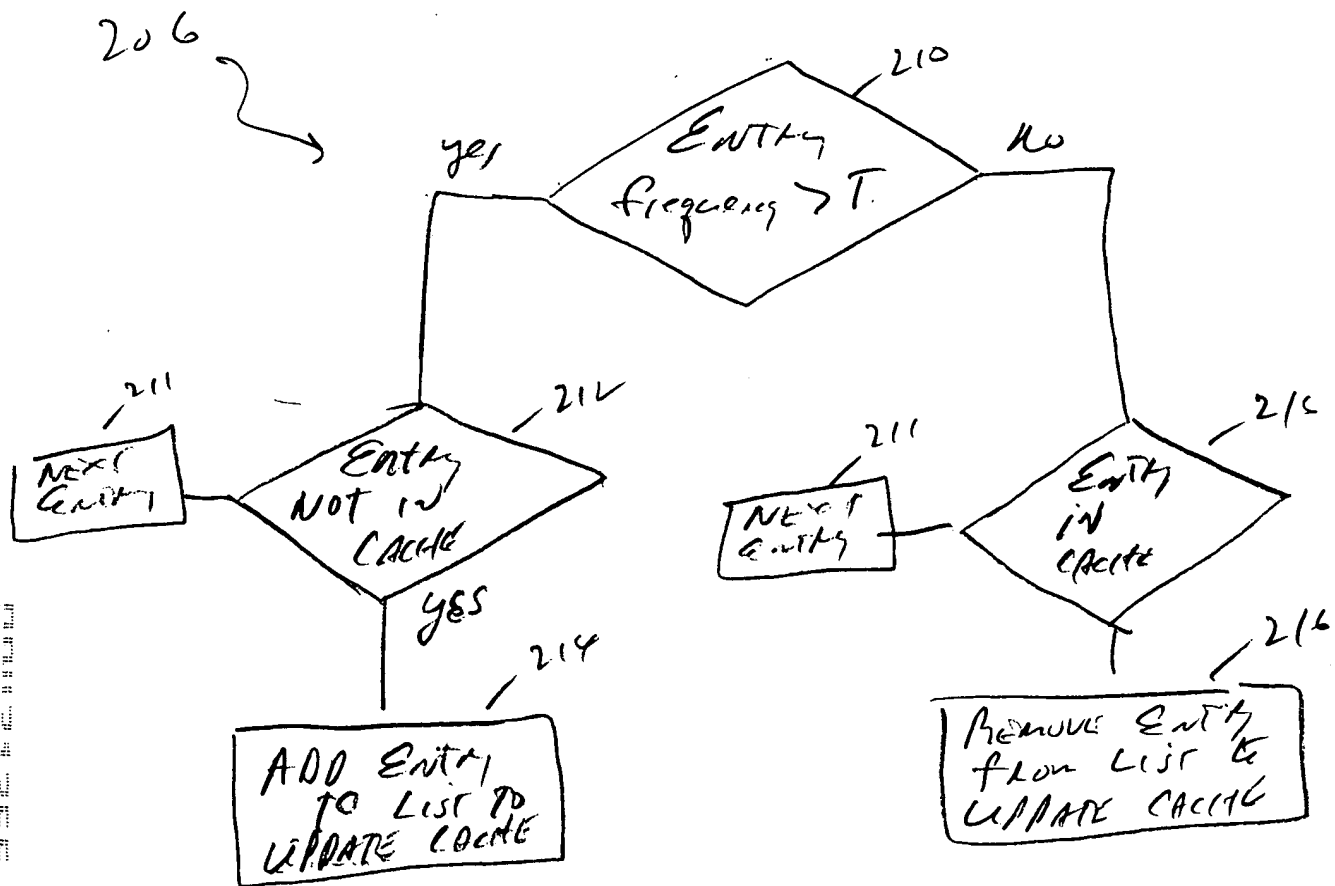 206
210
Entry
frequency > T.
yes
no
211
NEXT
Entry
212
Entry
NOT IN
CACHE
yes
214
ADD Entry
TO LIST TO
UPDATE CACHE
211
NEXT
Entry
Entry
IN
CACHE
216
REMOVE Entry
from LIST
UPDATE CACHE